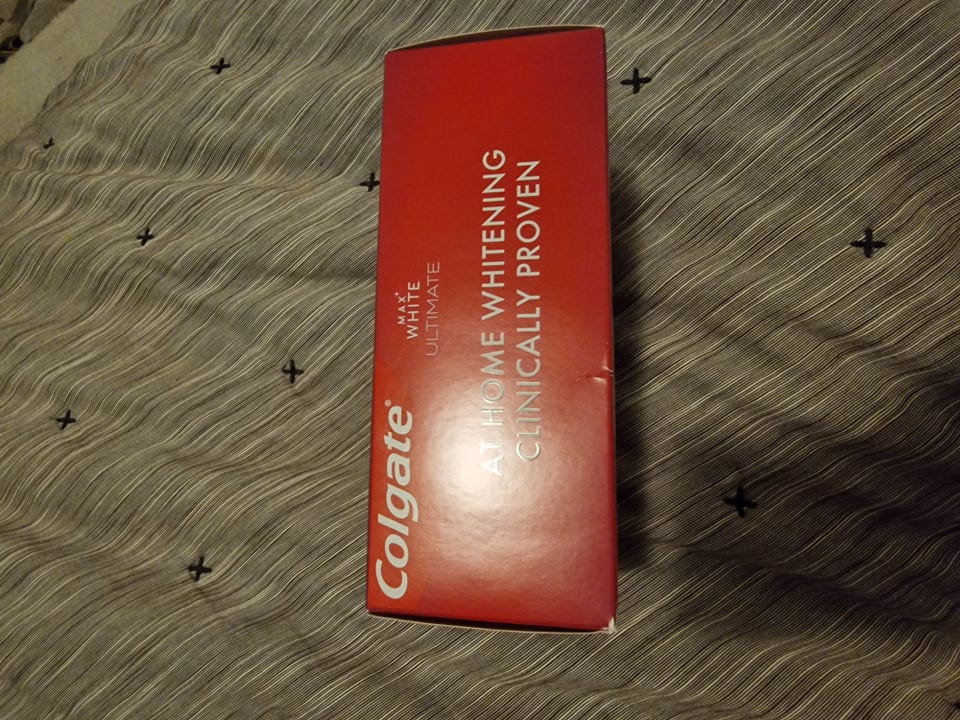 Colgate®
MAX+
WHITE
ULTIMATE
AT HOME WHITENING
CLINICALLY PROVEN